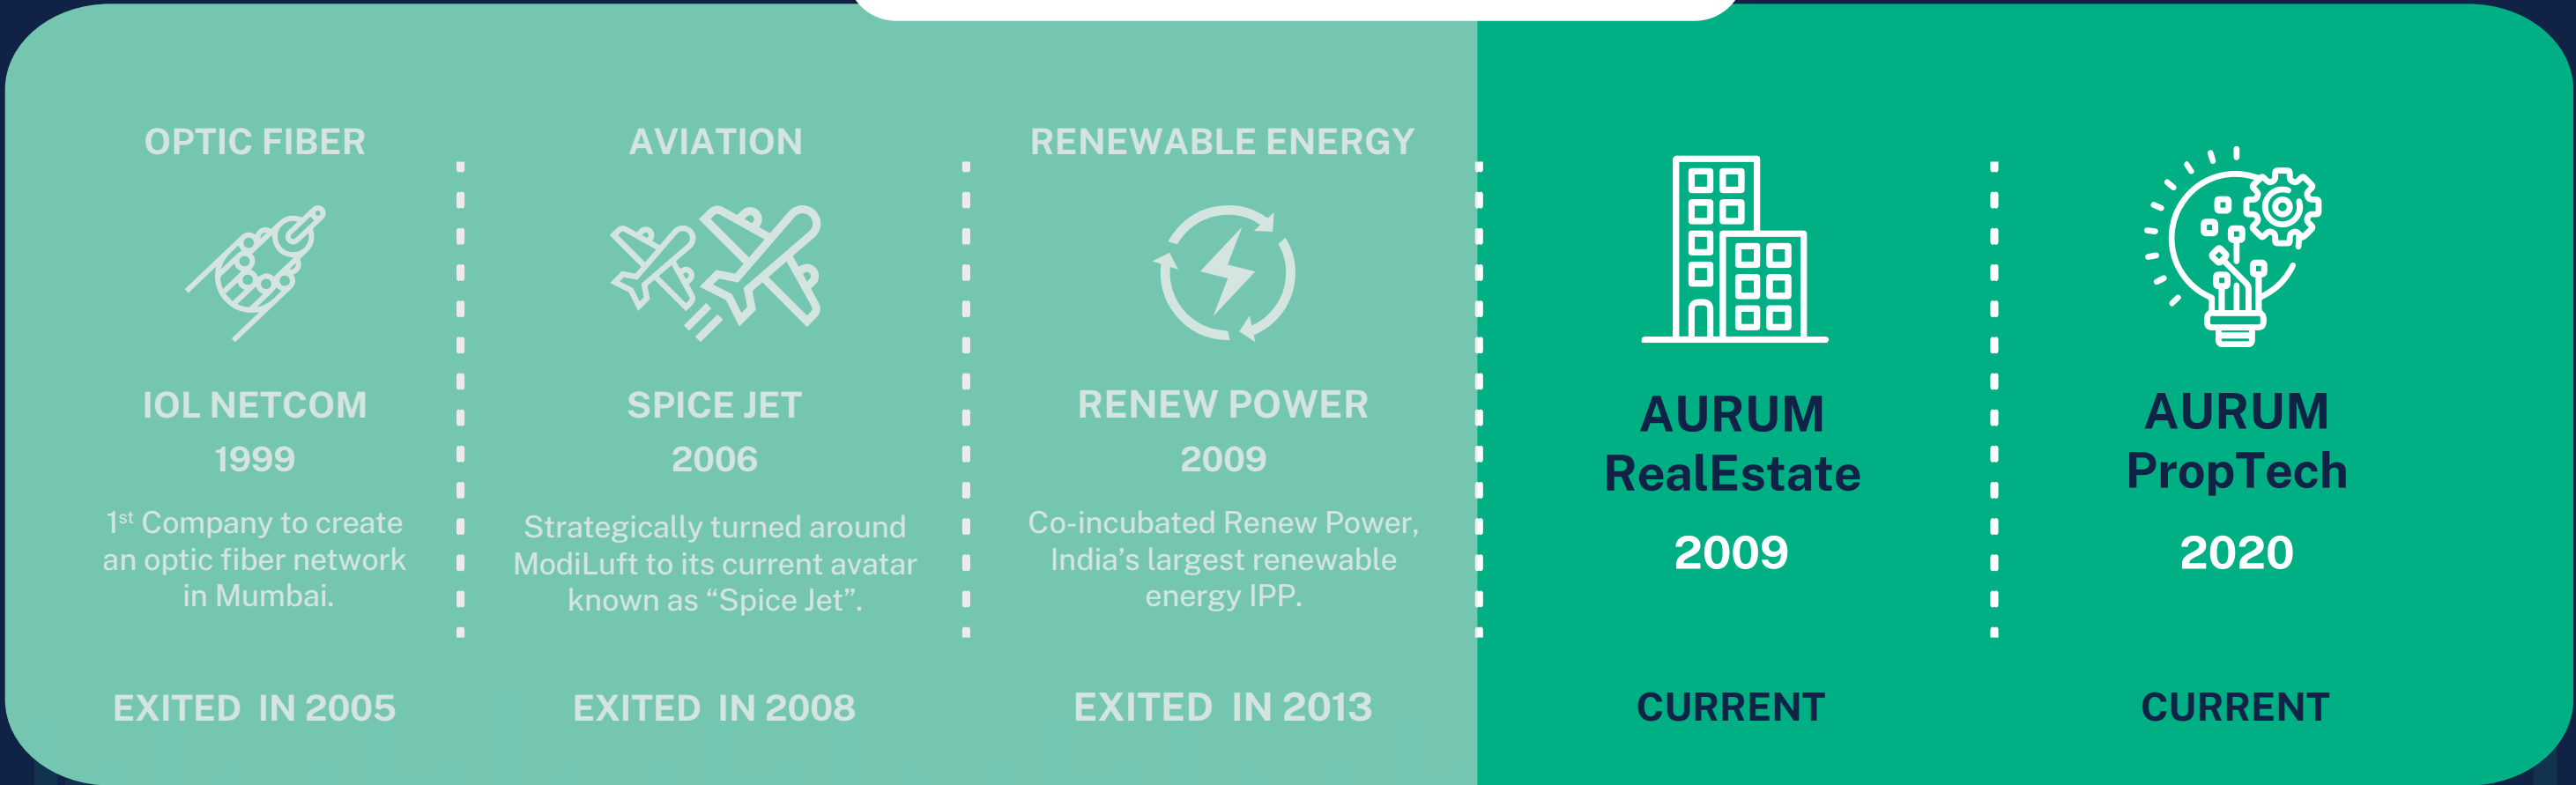 OPTIC FIBER
IOL NETCOM
1999
1st Company to create
an optic fiber network
in Mumbai.
EXITED IN 2005
AVIATION
SPICE JET
2006
Strategically turned around
ModiLuft to its current avatar
known as “Spice Jet”.
EXITED IN 2008
RENEWABLE ENERGY
RENEW POWER
2009
Co-incubated Renew Power,
India’s largest renewable
energy IPP.
EXITED IN 2013
AURUM
RealEstate
2009
CURRENT
AURUM
PropTech
2020
CURRENT